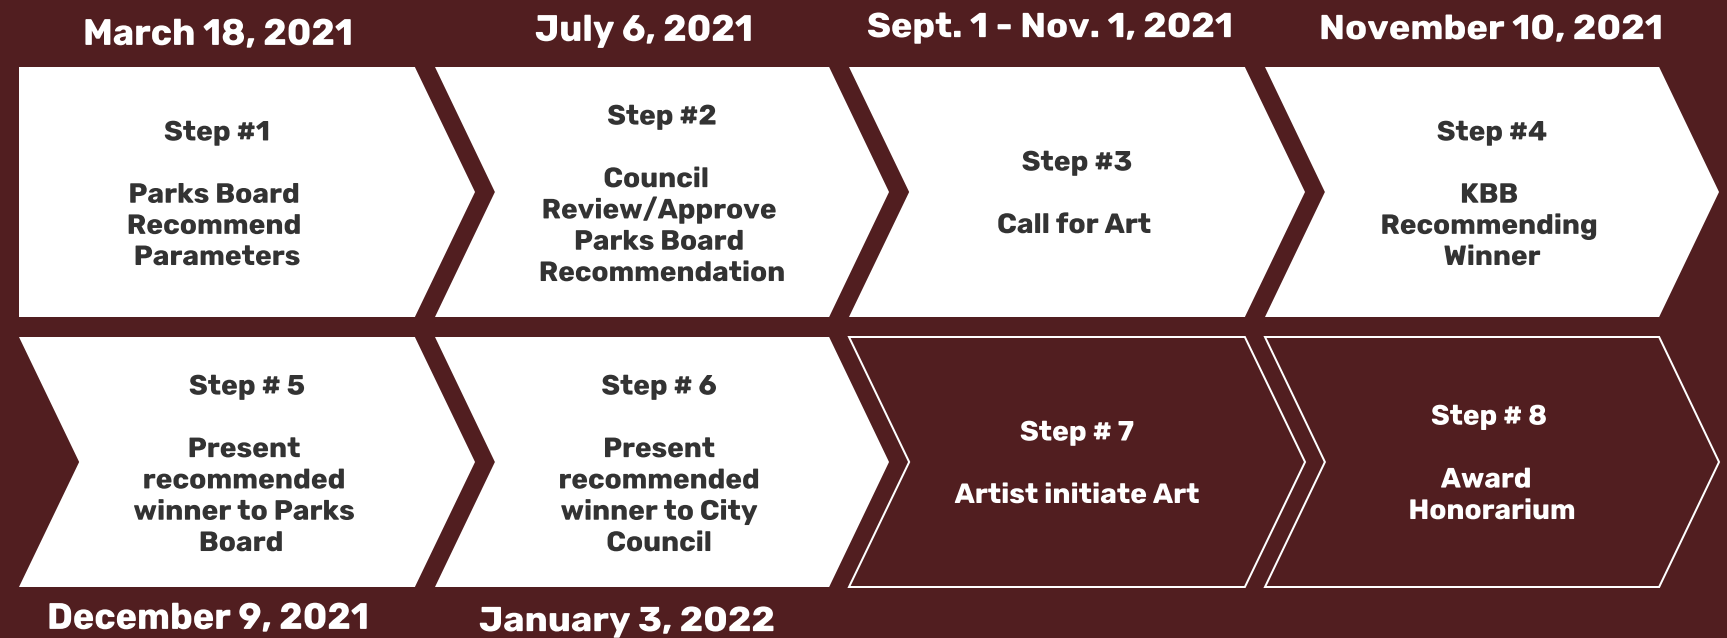 March 18, 2021
July 6, 2021
Sept. 1 - Nov. 1, 2021
November 10, 2021
Step #1
Parks Board
Recommend
Parameters
Step #2
Council
Review/Approve
Parks Board
Recommendation
Step #3
Call for Art
Step #4
KBB
Recommending
Winner
Step # 5
Present
recommended
winner to Parks
Board
Step # 6
Present
recommended
winner to City
Council
Step # 7
Artist initiate Art
Step # 8
Award
Honorarium
December 9, 2021
January 3, 2022